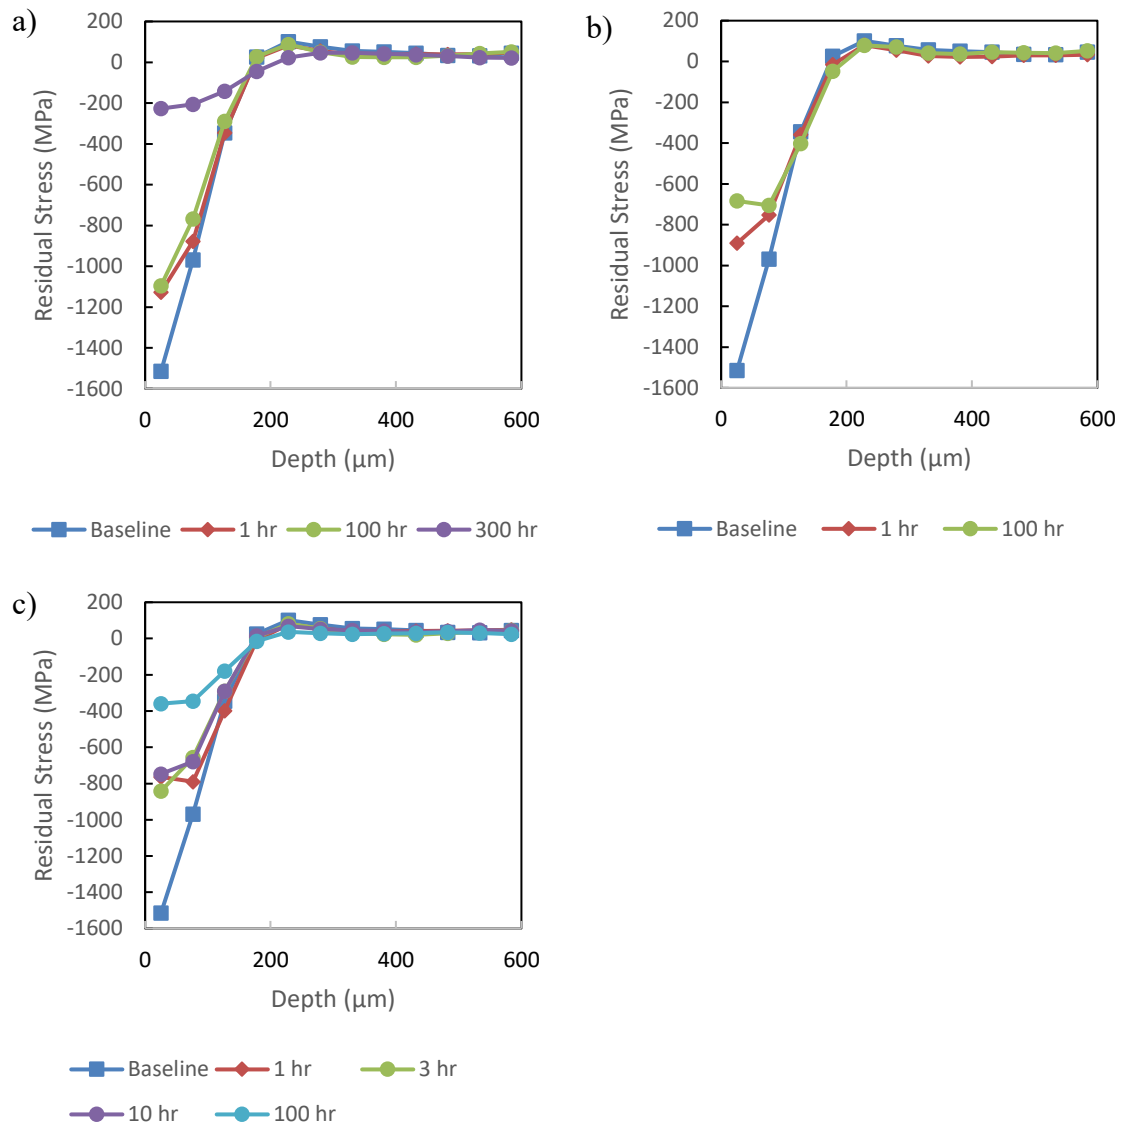 a)
200
0
-200
-400
-600
-800
-1000
-1200
-1400
-1600
Residual Stress (MPa)
0 200 400 600
Depth (µm)
Baseline 1 hr 100 hr 300 hr
b)
200
0
-200
-400
-600
-800
-1000
-1200
-1400
-1600
Residual Stress (MPa)
0 200 400 600
Depth (µm)
Baseline 1 hr 100 hr
c)
200
0
-200
-400
-600
-800
-1000
-1200
-1400
-1600
Residual Stress (MPa)
0 200 400 600
Depth (µm)
Baseline 1 hr 3 hr
10 hr 100 hr